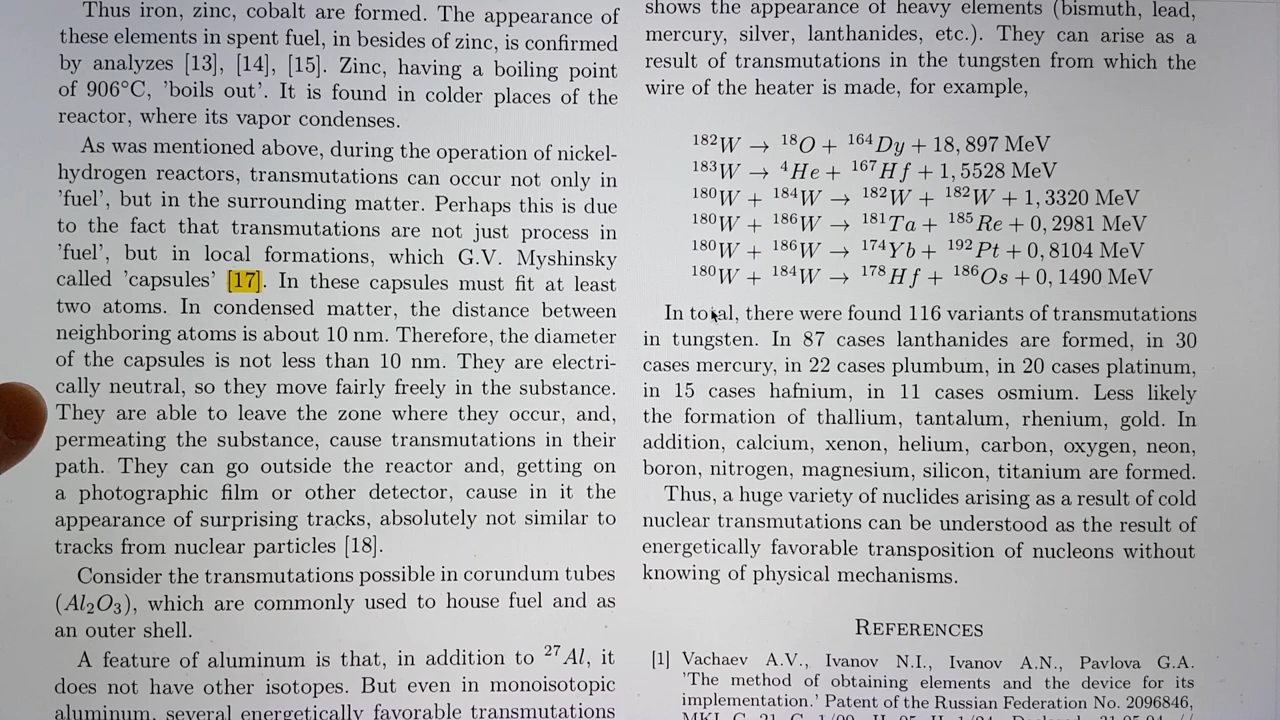 Thus iron, zinc, cobalt are formed. The appearance of
these elements in spent fuel, in besides of zinc, is confirmed
by analyzes [13], [14], [15]. Zinc, having a boiling point
of 906°C, 'boils out'. It is found in colder places of the
reactor, where its vapor condenses.
As was mentioned above, during the operation of nickel-
hydrogen reactors, transmutations can occur not only in
'fuel', but in the surrounding matter. Perhaps this is due
to the fact that transmutations are not just process in
'fuel', but in local formations, which G.V. Myshinsky
called 'capsules' [17]. In these capsules must fit at least
two atoms. In condensed matter, the distance between
neighboring atoms is about 10 nm. Therefore, the diameter
of the capsules is not less than 10 nm. They are electri-
cally neutral, so they move fairly freely in the substance.
They are able to leave the zone where they occur, and,
permeating the substance, cause transmutations in their
path. They can go outside the reactor and, getting on
a photographic film or other detector, cause in it the
appearance of surprising tracks, absolutely not similar to
tracks from nuclear particles [18].
Consider the transmutations possible in corundum tubes
(Al₂O₃), which are commonly used to house fuel and as
an outer shell.
A feature of aluminum is that, in addition to ²⁷Al, it
does not have other isotopes. But even in monoisotopic
aluminum, several energetically favorable transmutations
shows the appearance of heavy elements (bismuth, lead,
mercury, silver, lanthanides, etc.). They can arise as a
result of transmutations in the tungsten from which the
wire of the heater is made, for example,
¹⁸²W → ¹⁸O + ¹⁶⁴Dy + 18,897 MeV
¹⁸³W → ⁴He + ¹⁶⁷Hf + 1,5528 MeV
¹⁸⁰W + ¹⁸⁴W → ¹⁸²W + ¹⁸²W + 1,3320 MeV
¹⁸⁰W + ¹⁸⁶W → ¹⁸¹Ta + ¹⁸⁵Re + 0,2981 MeV
¹⁸⁰W + ¹⁸⁶W → ¹⁷⁴Yb + ¹⁹²Pt + 0,8104 MeV
¹⁸⁰W + ¹⁸⁴W → ¹⁷⁸Hf + ¹⁸⁶Os + 0,1490 MeV
In total, there were found 116 variants of transmutations
in tungsten. In 87 cases lanthanides are formed, in 30
cases mercury, in 22 cases plumbum, in 20 cases platinum,
in 15 cases hafnium, in 11 cases osmium. Less likely
the formation of thallium, tantalum, rhenium, gold. In
addition, calcium, xenon, helium, carbon, oxygen, neon,
boron, nitrogen, magnesium, silicon, titanium are formed.
Thus, a huge variety of nuclides arising as a result of cold
nuclear transmutations can be understood as the result of
energetically favorable transposition of nucleons without
knowing of physical mechanisms.
REFERENCES
[1] Vachaev A.V., Ivanov N.I., Ivanov A.N., Pavlova G.A.
'The method of obtaining elements and the device for its
implementation.' Patent of the Russian Federation No. 2096846,